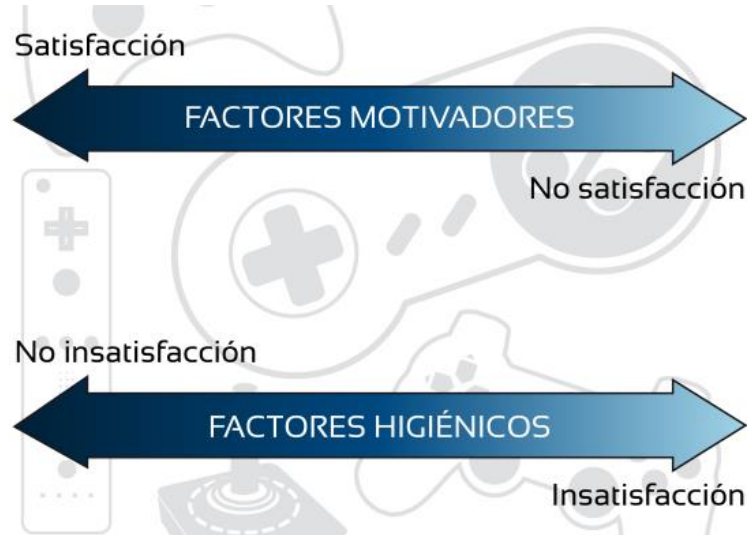 Satisfacción
FACTORES MOTIVADORES
No satisfacción
No insatisfacción
FACTORES HIGIÉNICOS
Insatisfacción